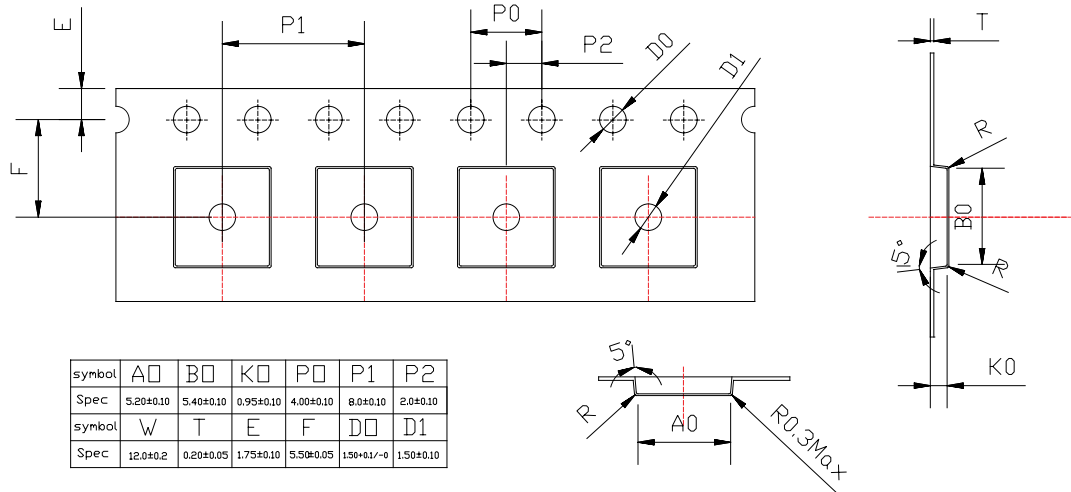 E
P1
P0
P2
D0
D1
T
F
R
B0
5°
R
K0
5°
R
A0
R0.3Max
symbol A0 B0 K0 P0 P1 P2
Spec 5.20±0.10 5.40±0.10 0.95±0.10 4.00±0.10 8.0±0.10 2.0±0.10
symbol W T E F D0 D1
Spec 12.0±0.2 0.20±0.05 1.75±0.10 5.50±0.05 1.50+0.1/-0 1.50±0.10